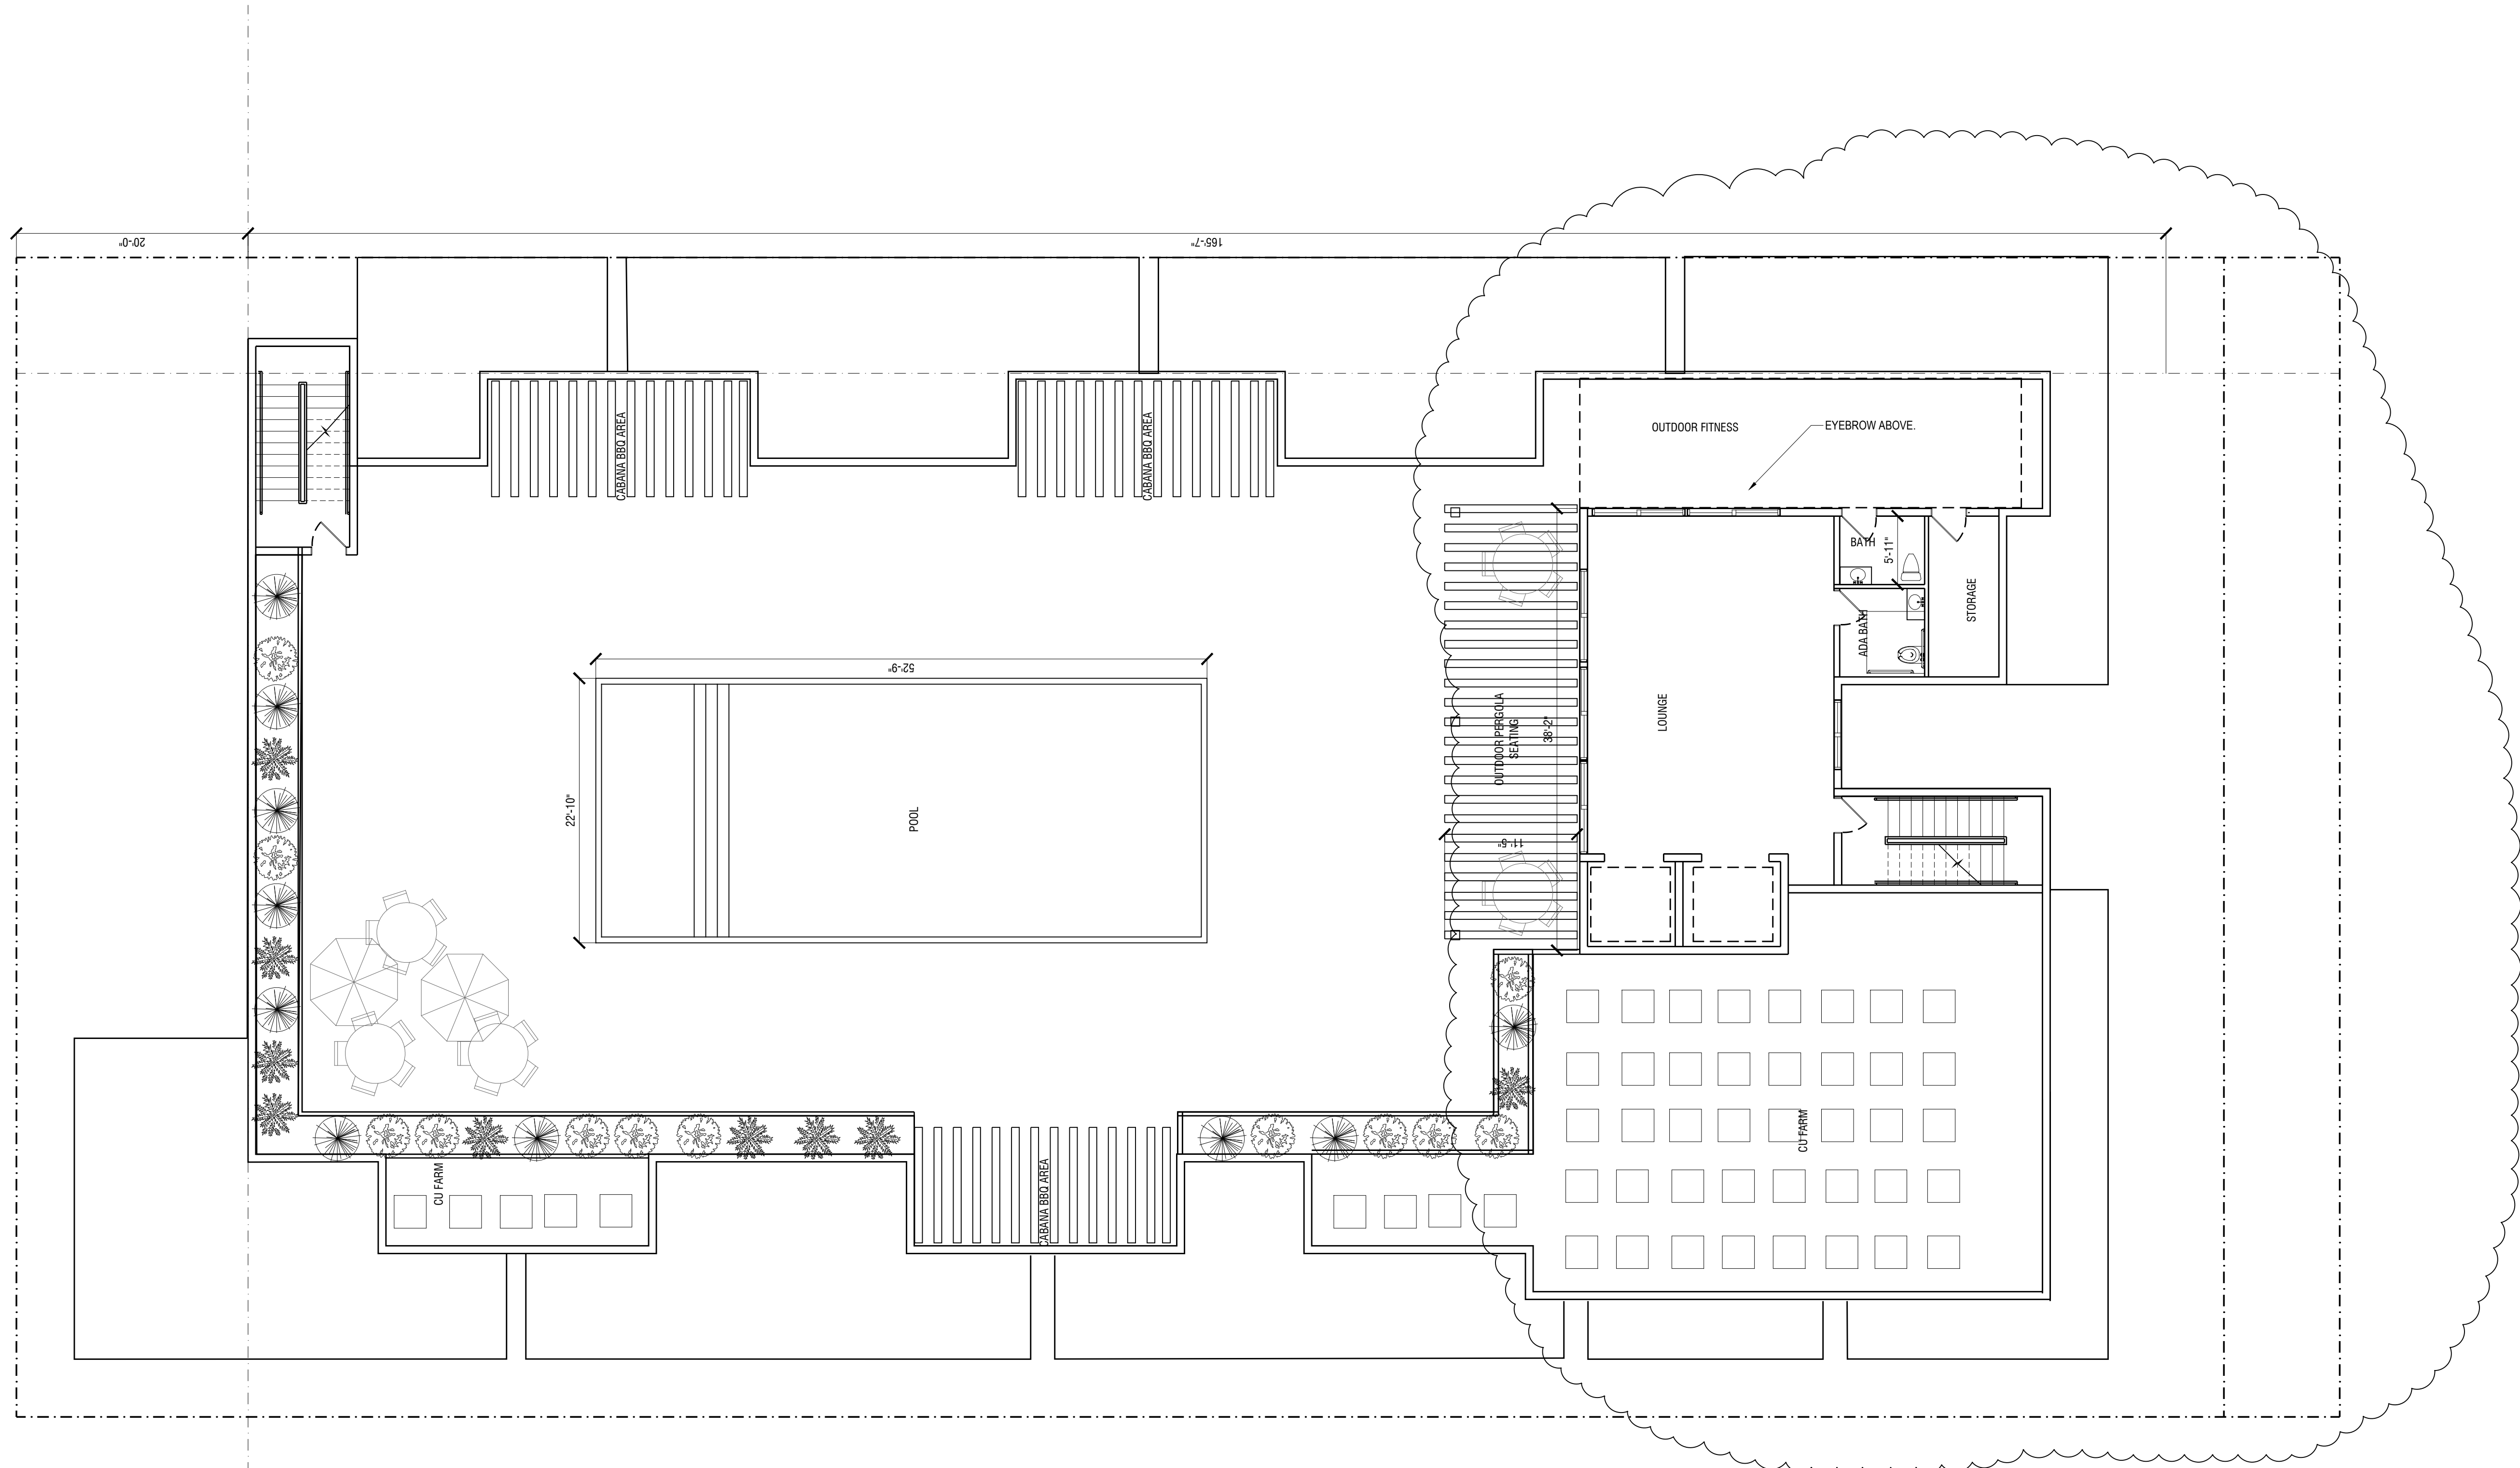 20'-0"
165'-7"
CABANA BBQ AREA
CABANA BBQ AREA
OUTDOOR FITNESS
EYEBROW ABOVE.
BATH
5'-11"
STORAGE
ADA BATH
52'-9"
LOUNGE
OUTDOOR PERGOLA
SEATING
38'-2"
22'-10"
POOL
11'-5"
CU FARM
CU FARM
CABANA BBQ AREA